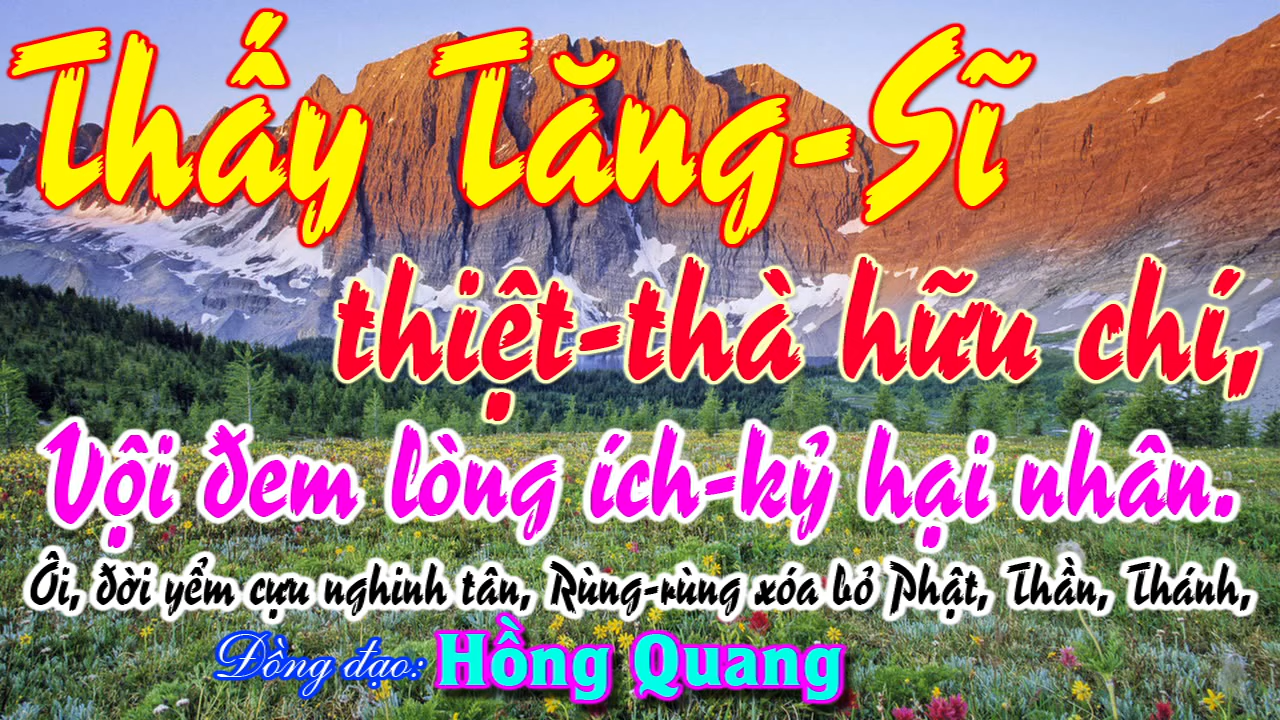 Thấy Tăng-Sĩ
thiệt-thà hữu chí,
Vội đem lòng ích-kỷ hại nhân.
Ôi, đời yểm cựu nghinh tân, Rùng-rùng xóa bỏ Phật, Thần, Thánh,
Đồng đạo: Hồng Quang